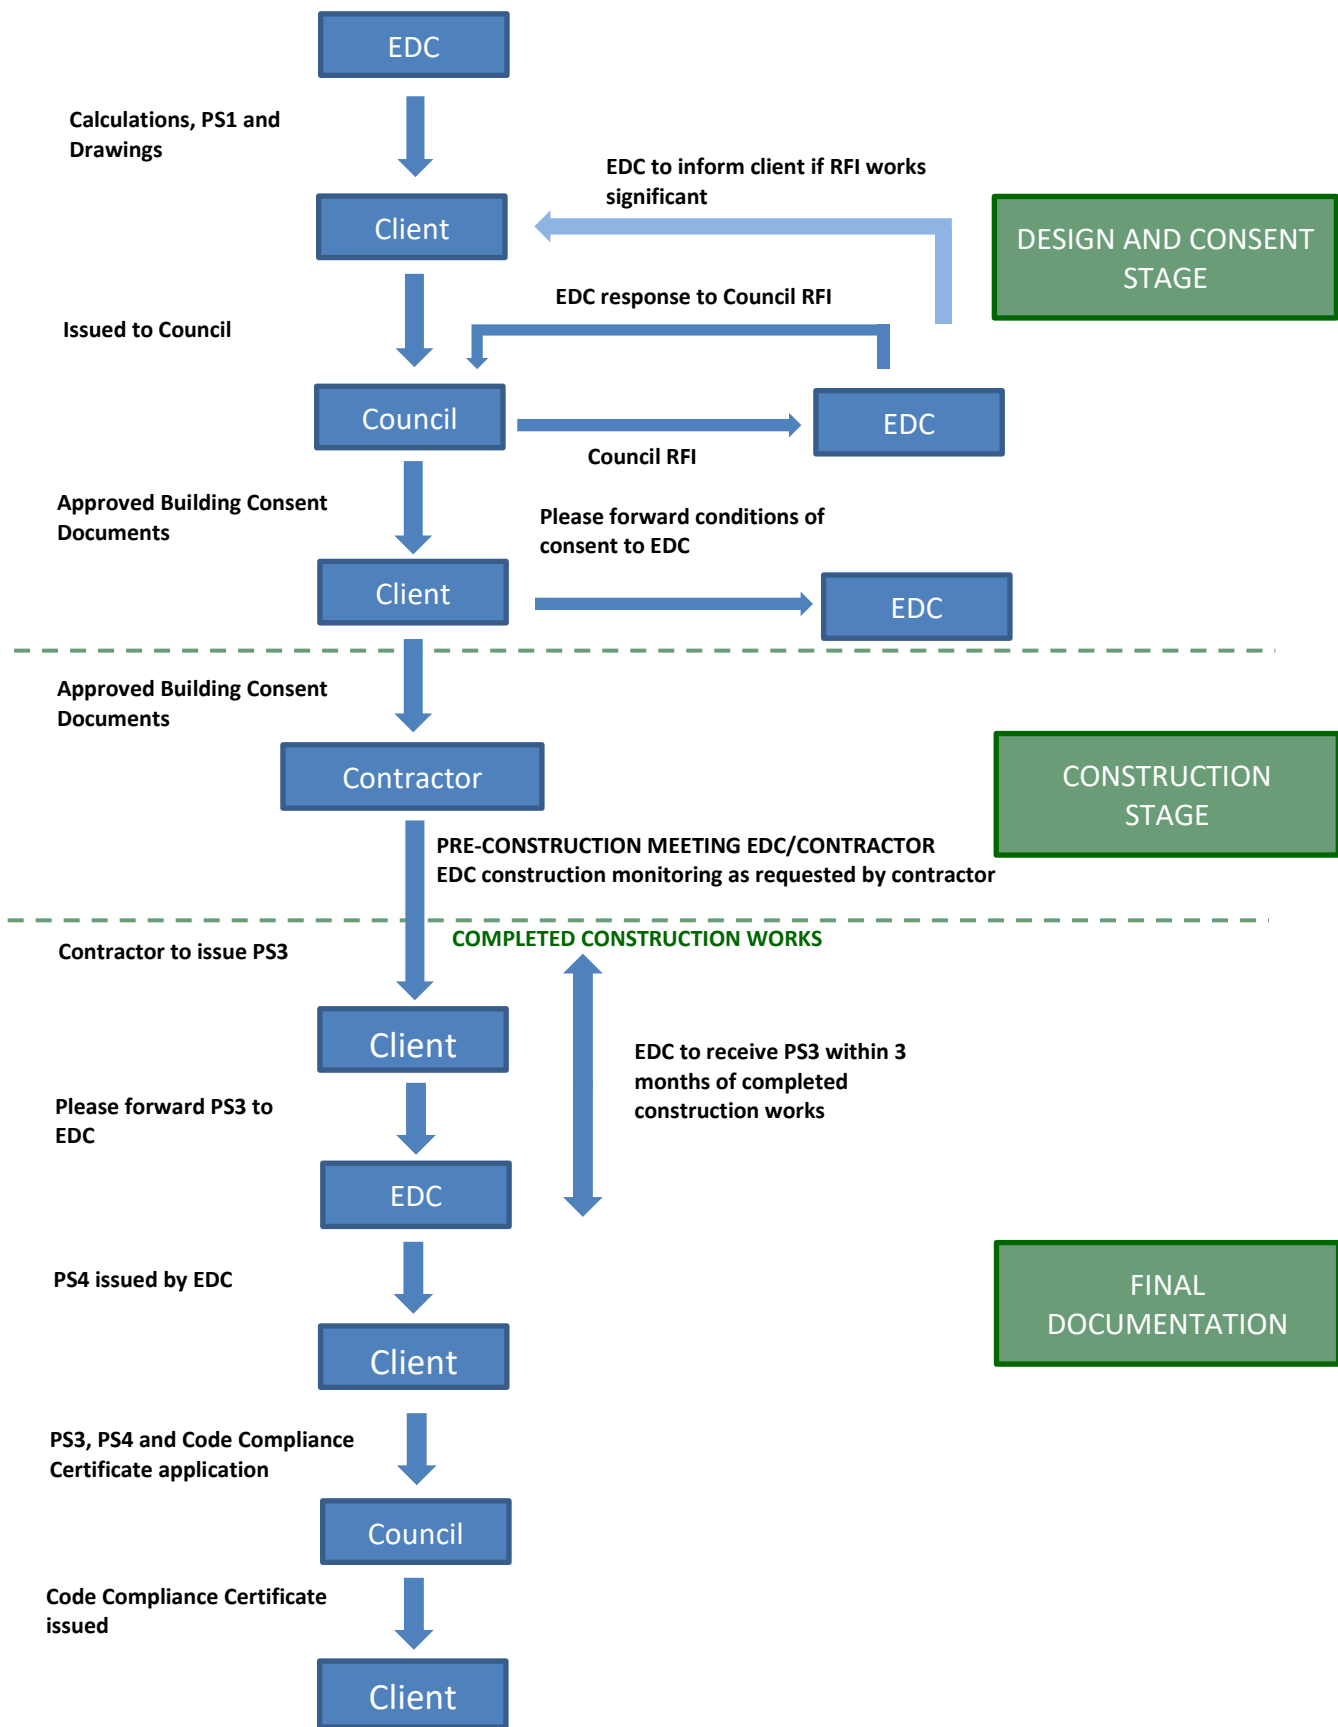 EDC
Calculations, PS1 and
Drawings
EDC to inform client if RFI works
significant
Client
DESIGN AND CONSENT
STAGE
EDC response to Council RFI
Issued to Council
Council
EDC
Council RFI
Approved Building Consent
Documents
Please forward conditions of
consent to EDC
Client
EDC
Approved Building Consent
Documents
Contractor
CONSTRUCTION
STAGE
PRE-CONSTRUCTION MEETING EDC/CONTRACTOR
EDC construction monitoring as requested by contractor
COMPLETED CONSTRUCTION WORKS
Contractor to issue PS3
Client
EDC to receive PS3 within 3
months of completed
construction works
Please forward PS3 to
EDC
EDC
PS4 issued by EDC
FINAL
DOCUMENTATION
Client
PS3, PS4 and Code Compliance
Certificate application
Council
Code Compliance Certificate
issued
Client